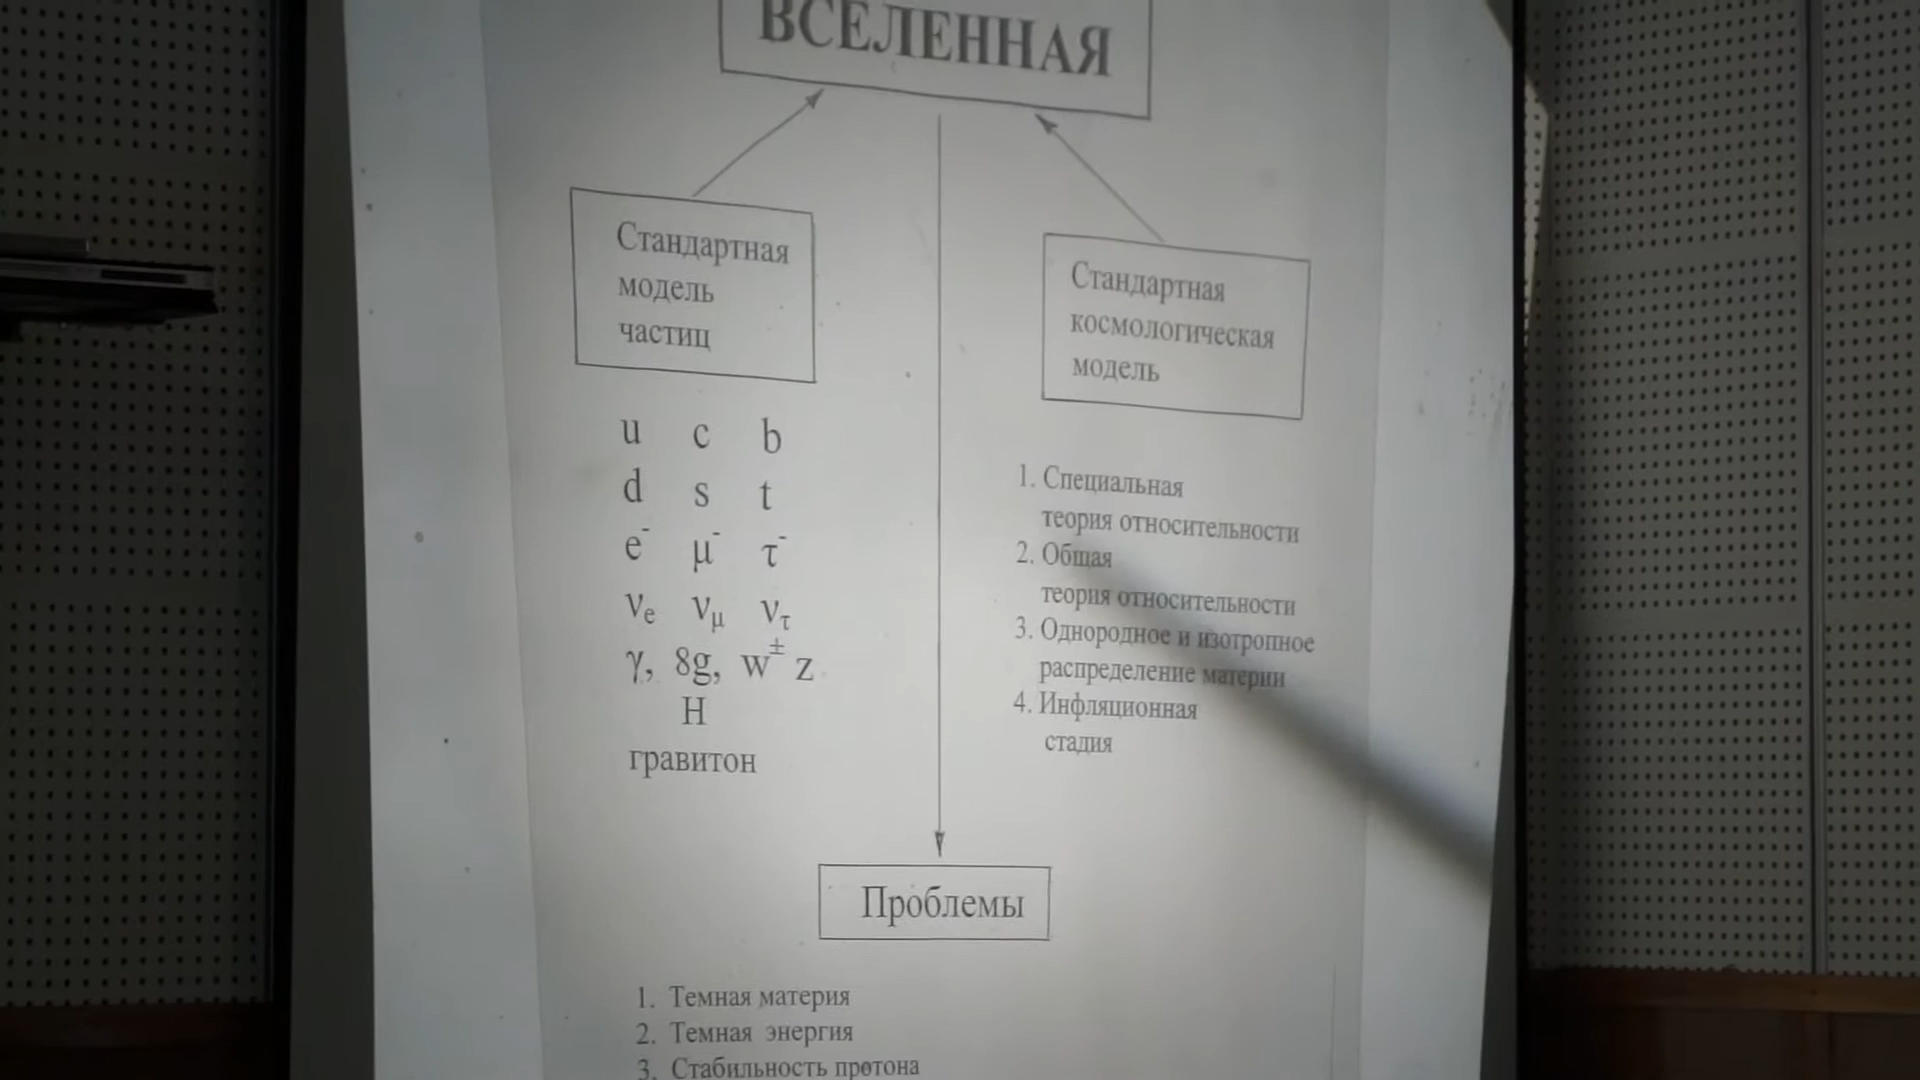 ВСЕЛЕННАЯ
Стандартная
модель
частиц
u c b
d s t
e⁻ μ⁻ τ⁻
νe νμ ντ
γ, 8g, w± z
H
гравитон
Стандартная
космологическая
модель
1. Специальная
теория относительности
2. Общая
теория относительности
3. Однородное и изотропное
распределение материи
4. Инфляционная
стадия
Проблемы
1. Темная материя
2. Темная энергия
3. Стабильность протона